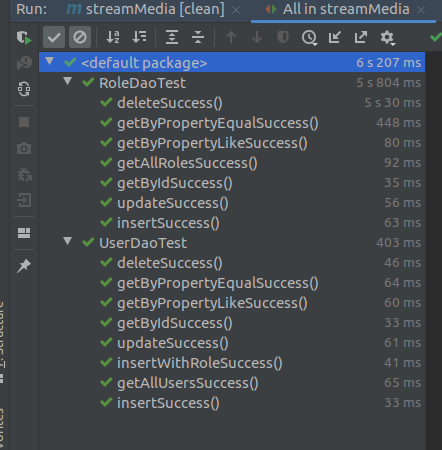 Run: streamMedia [clean] × All in streamMedia ×
<default package> 6 s 207 ms
RoleDaoTest 5 s 804 ms
deleteSuccess() 5 s 30 ms
getByPropertyEqualSuccess() 448 ms
getByPropertyLikeSuccess() 80 ms
getAllRolesSuccess() 92 ms
getByIdSuccess() 35 ms
updateSuccess() 56 ms
insertSuccess() 63 ms
UserDaoTest 403 ms
deleteSuccess() 46 ms
getByPropertyEqualSuccess() 64 ms
getByPropertyLikeSuccess() 60 ms
getByIdSuccess() 33 ms
updateSuccess() 61 ms
insertWithRoleSuccess() 41 ms
getAllUsersSuccess() 65 ms
insertSuccess() 33 ms